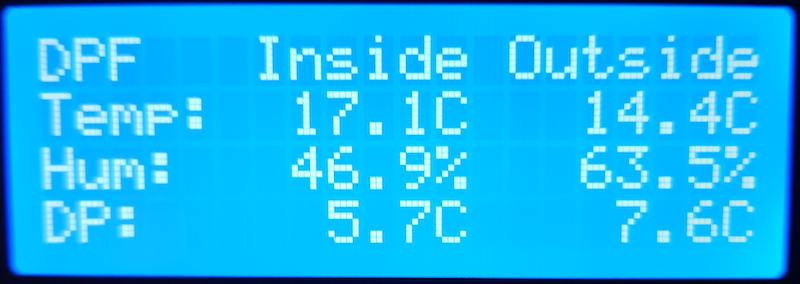 DPF Inside Outside
Temp: 17.1C 14.4C
Hum: 46.9% 63.5%
DP: 5.7C 7.6C